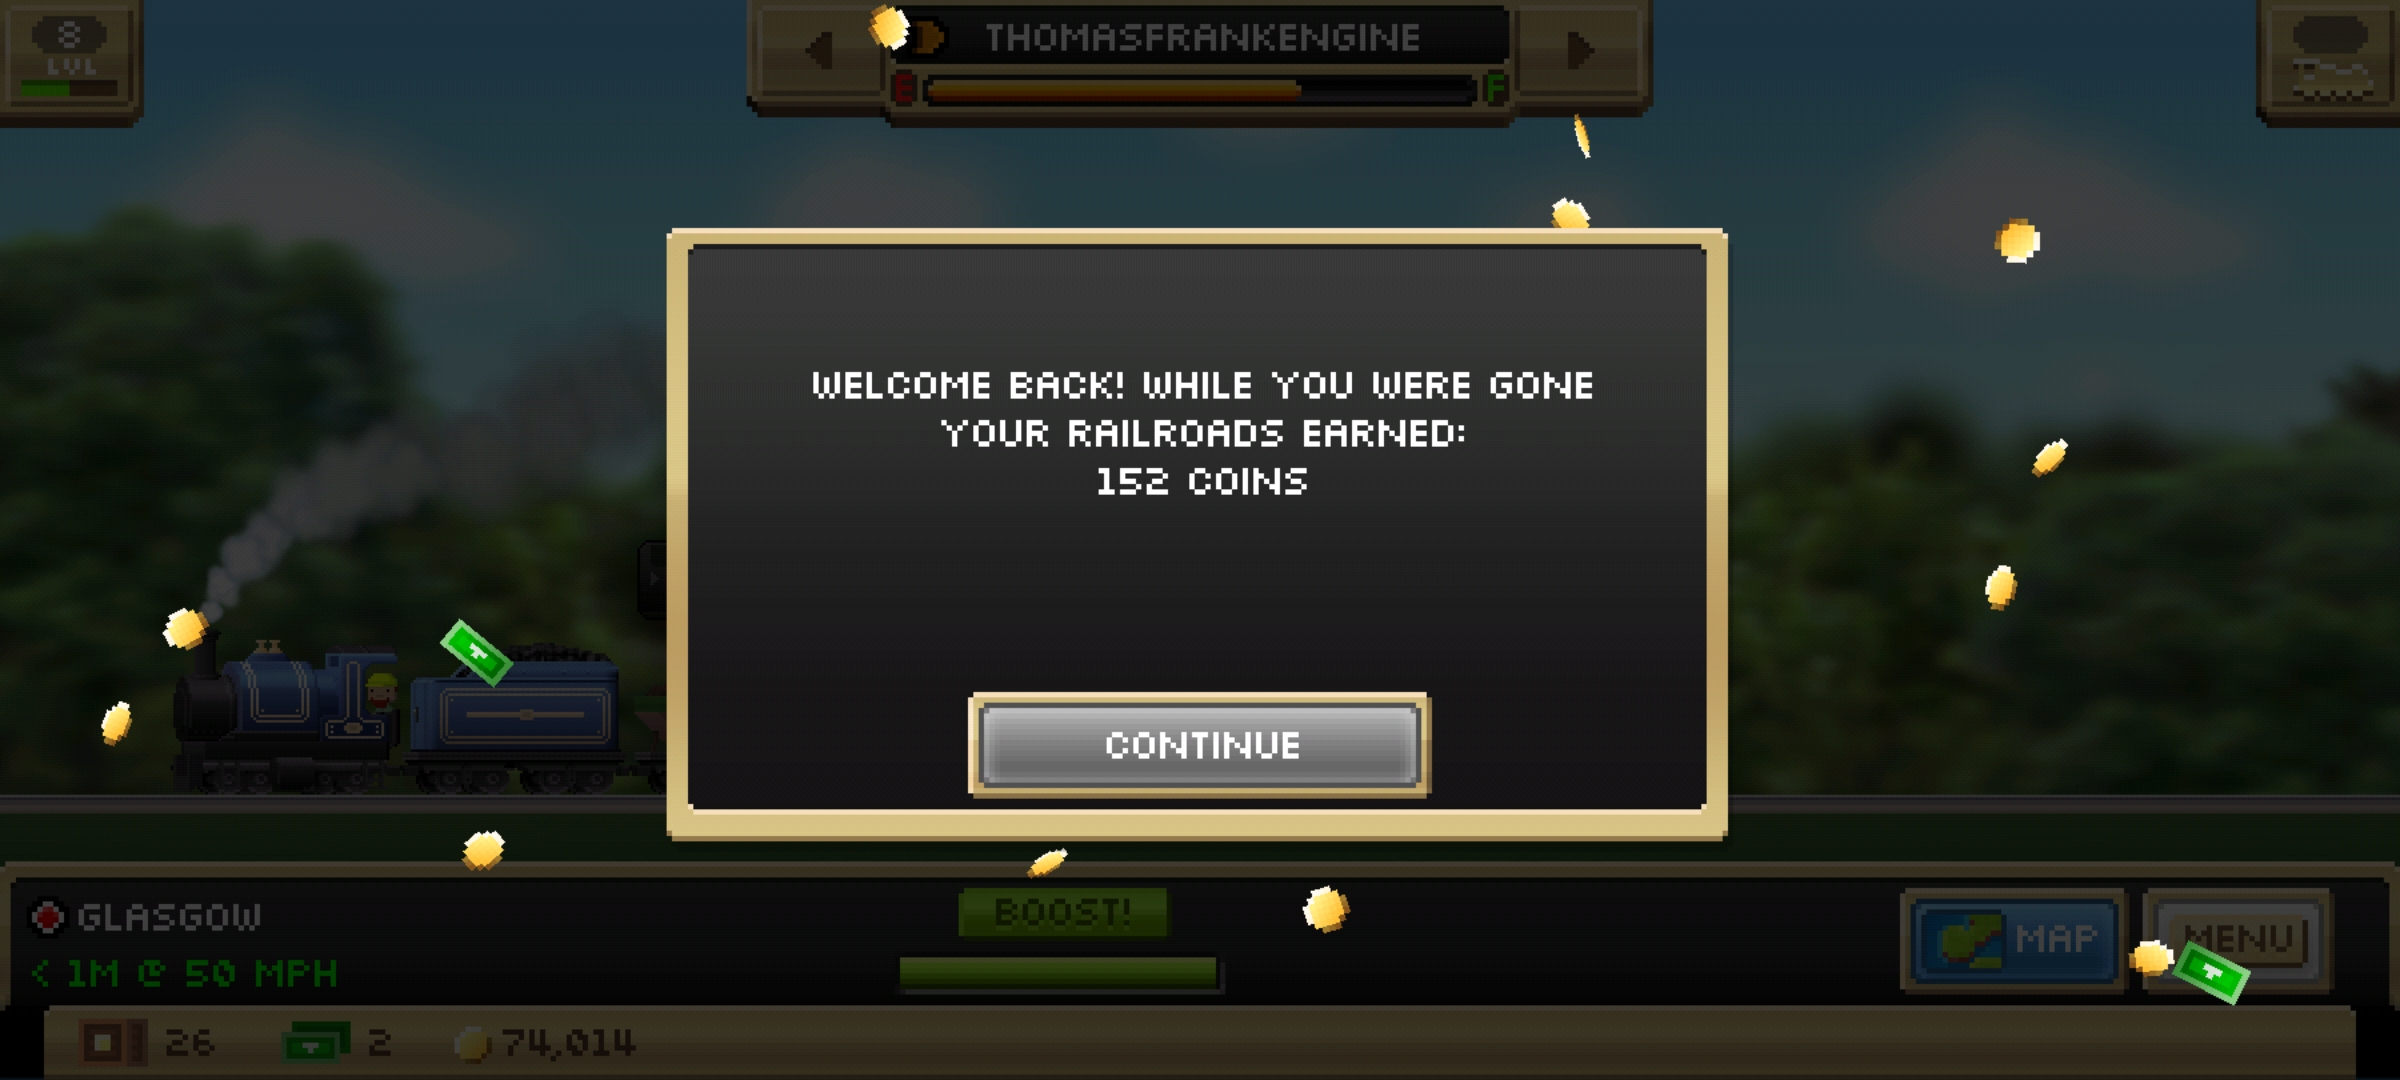 8
LVL
THOMASFRANKENGINE
E
F
WELCOME BACK! WHILE YOU WERE GONE
YOUR RAILROADS EARNED:
152 COINS
CONTINUE
GLASGOW
< 1M @ 50 MPH
BOOST!
MAP
MENU
26
2
74,014